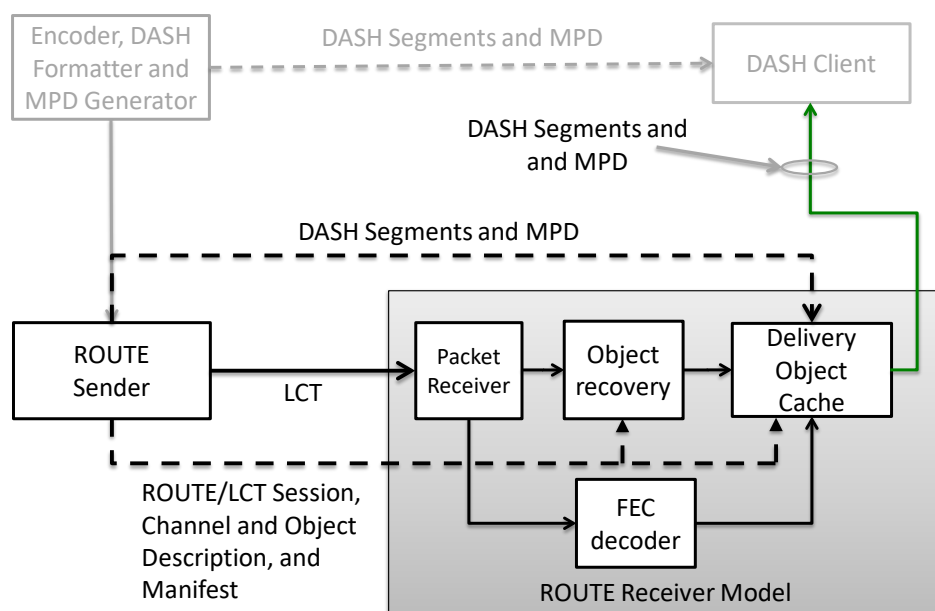 Encoder, DASH
Formatter and
MPD Generator
DASH Segments and MPD
DASH Client
DASH Segments and
and MPD
DASH Segments and MPD
ROUTE
Sender
LCT
Packet
Receiver
Object
recovery
Delivery
Object
Cache
ROUTE/LCT Session,
Channel and Object
Description, and
Manifest
FEC
decoder
ROUTE Receiver Model